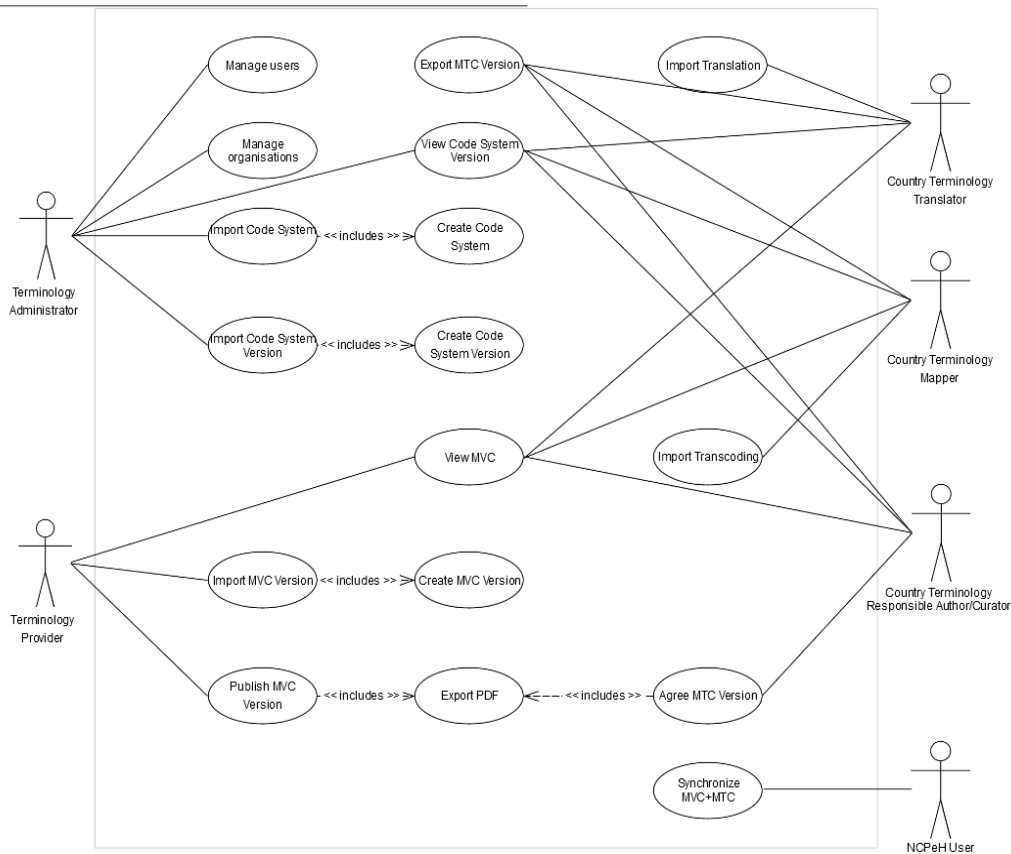 Manage users
Export MTC Version
Import Translation
Manage
organisations
View Code System
Version
Country Terminology
Translator
Import Code System
<< includes >>
Create Code
System
Terminology
Administrator
Import Code System
Version
<< includes >>
Create Code
System Version
Country Terminology
Mapper
View MVC
Import Transcoding
Import MVC Version
<< includes >>
Create MVC Version
Country Terminology
Responsible Author/Curator
Terminology
Provider
Publish MVC
Version
<< includes >>
Export PDF
<< includes >>
Agree MTC Version
Synchronize
MVC+MTC
NCPeH User